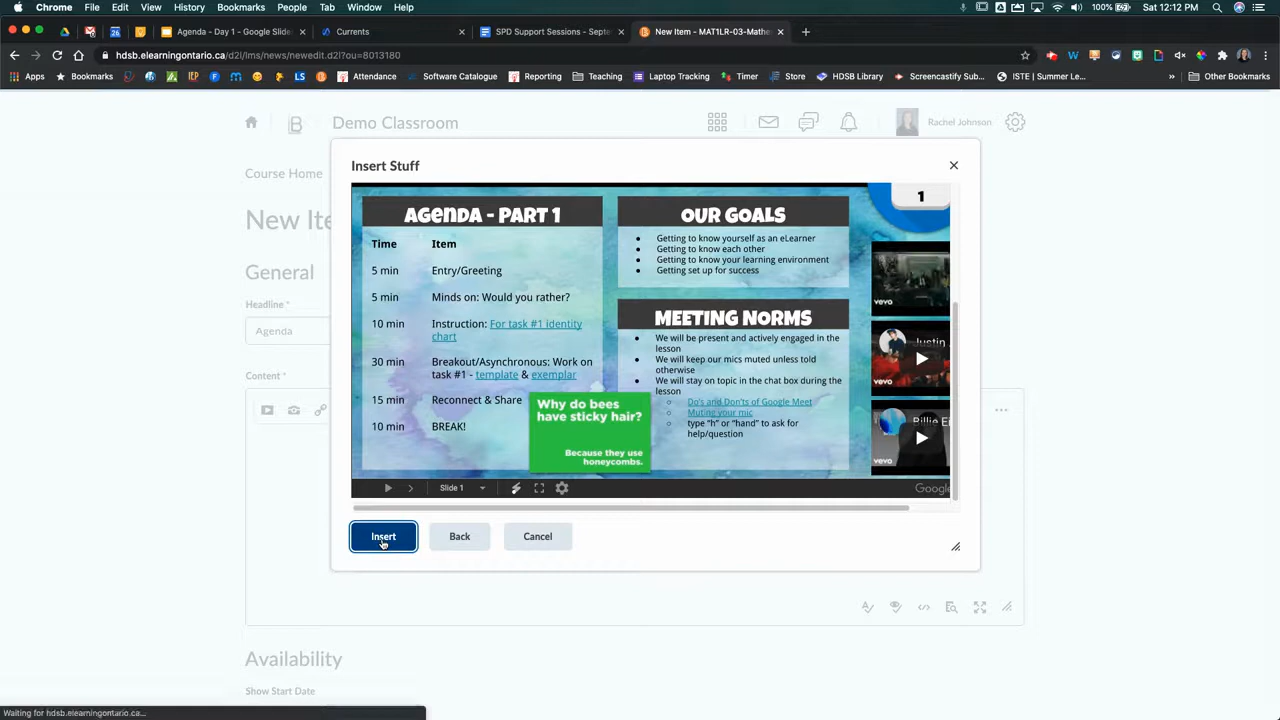 Chrome File Edit View History Bookmarks People Tab Window Help
100% Sat 12:12 PM
Agenda - Day 1 - Google Slide
Currents
SPD Support Sessions - Septe
New Item - MAT1LR-03-Mathe
hdsb.elearningontario.ca/d2l/lms/news/newedit.d2l?ou=8013180
Apps Bookmarks Attendance Software Catalogue Reporting Teaching Laptop Tracking Timer Store HDSB Library Screencastify Sub... ISTE | Summer Le... » Other Bookmarks
Demo Classroom
Rachel Johnson
Course Home
New Ite
General
Headline *
Agenda
Content *
Insert Stuff
AGENDA - PART 1
Time Item
5 min Entry/Greeting
5 min Minds on: Would you rather?
10 min Instruction: For task #1 identity
chart
30 min Breakout/Asynchronous: Work on
task #1 - template & exemplar
15 min Reconnect & Share
10 min BREAK!
Why do bees
have sticky hair?
Because they use
honeycombs.
OUR GOALS
Getting to know yourself as an eLearner
Getting to know each other
Getting to know your learning environment
Getting set up for success
MEETING NORMS
We will be present and actively engaged in the
lesson
We will keep our mics muted unless told
otherwise
We will stay on topic in the chat box during the
lesson
Do's and Don'ts of Google Meet
Muting your mic
type "h" or "hand" to ask for
help/question
1
vevo
Justin
vevo
Billie Ei
vevo
Slide 1
Google
Insert
Back
Cancel
Availability
Show Start Date
Waiting for hdsb.elearningontario.ca...